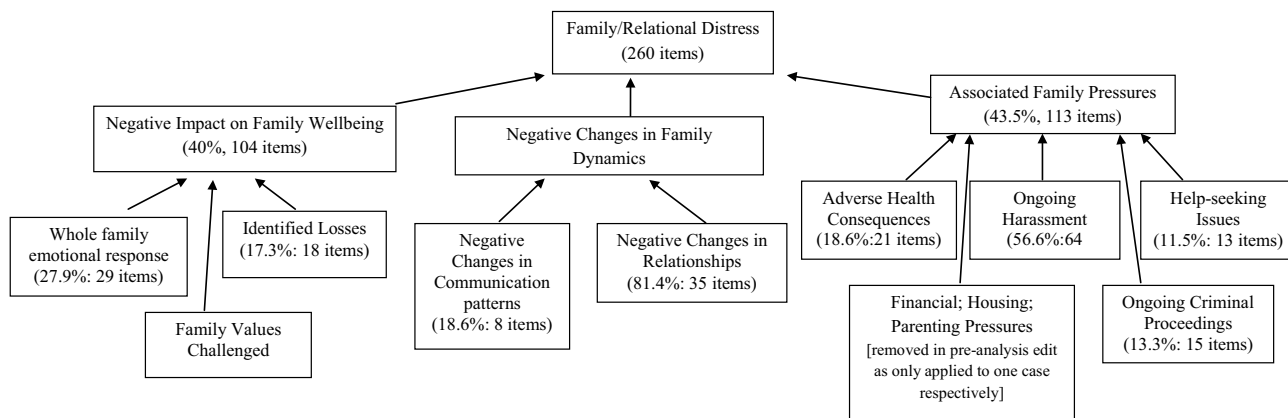 Family/Relational Distress
(260 items)
Negative Impact on Family Wellbeing
(40%, 104 items)
Negative Changes in Family
Dynamics
Associated Family Pressures
(43.5%, 113 items)
Whole family
emotional response
(27.9%: 29 items)
Identified Losses
(17.3%: 18 items)
Family Values
Challenged
Negative
Changes in
Communication
patterns
(18.6%: 8 items)
Negative Changes in
Relationships
(81.4%: 35 items)
Adverse Health
Consequences
(18.6%:21 items)
Ongoing
Harassment
(56.6%:64
Help-seeking
Issues
(11.5%: 13 items)
Financial; Housing;
Parenting Pressures
[removed in pre-analysis edit
as only applied to one case
respectively]
Ongoing Criminal
Proceedings
(13.3%: 15 items)